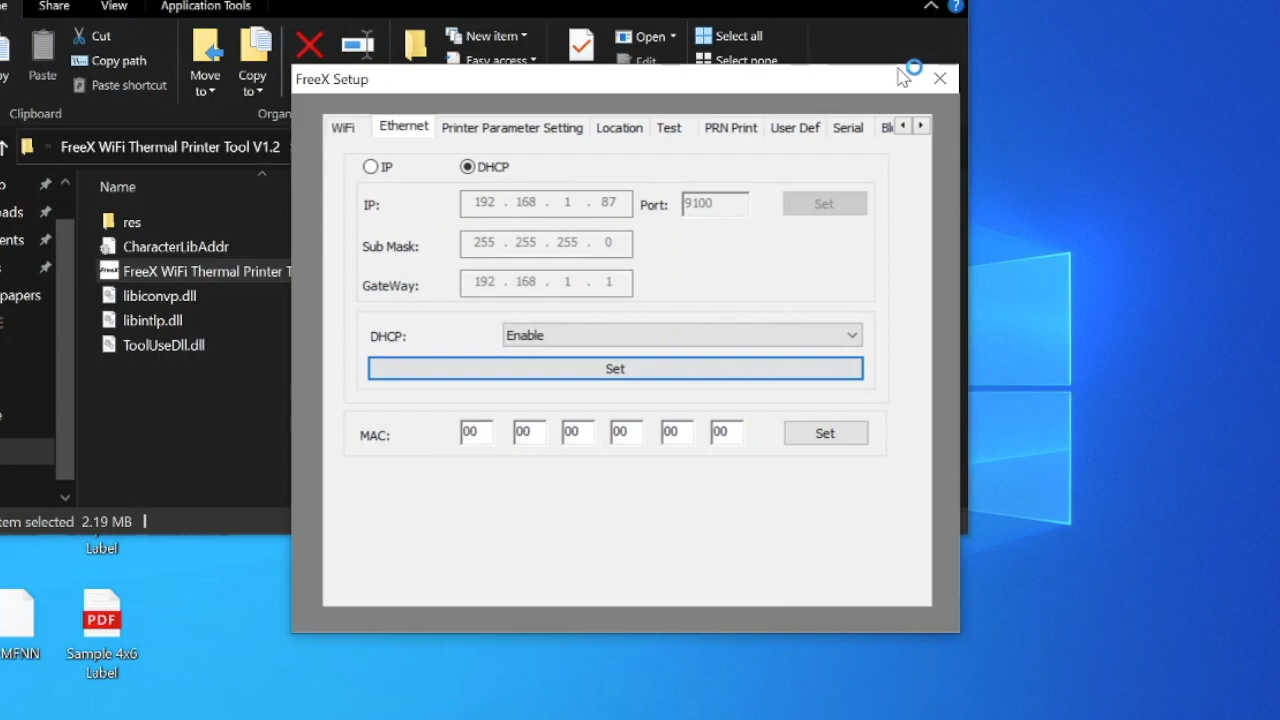 Share View Application Tools
Cut
Copy path
Paste shortcut
Paste
Move to
Copy to
New item
Easy access
Open
Edit
Select all
Select none
Clipboard
Organ
FreeX WiFi Thermal Printer Tool V1.2
Name
res
CharacterLibAddr
FreeX WiFi Thermal Printer T
libiconvp.dll
libintlp.dll
ToolUseDll.dll
2.19 MB
selected
Label
PDF
MFNN
Sample 4x6
Label
FreeX Setup
WiFi Ethernet Printer Parameter Setting Location Test PRN Print User Def Serial
IP DHCP
IP: 192 . 168 . 1 . 87 Port: 9100 Set
Sub Mask: 255 . 255 . 255 . 0
GateWay: 192 . 168 . 1 . 1
DHCP: Enable
Set
MAC: 00 00 00 00 00 00 Set